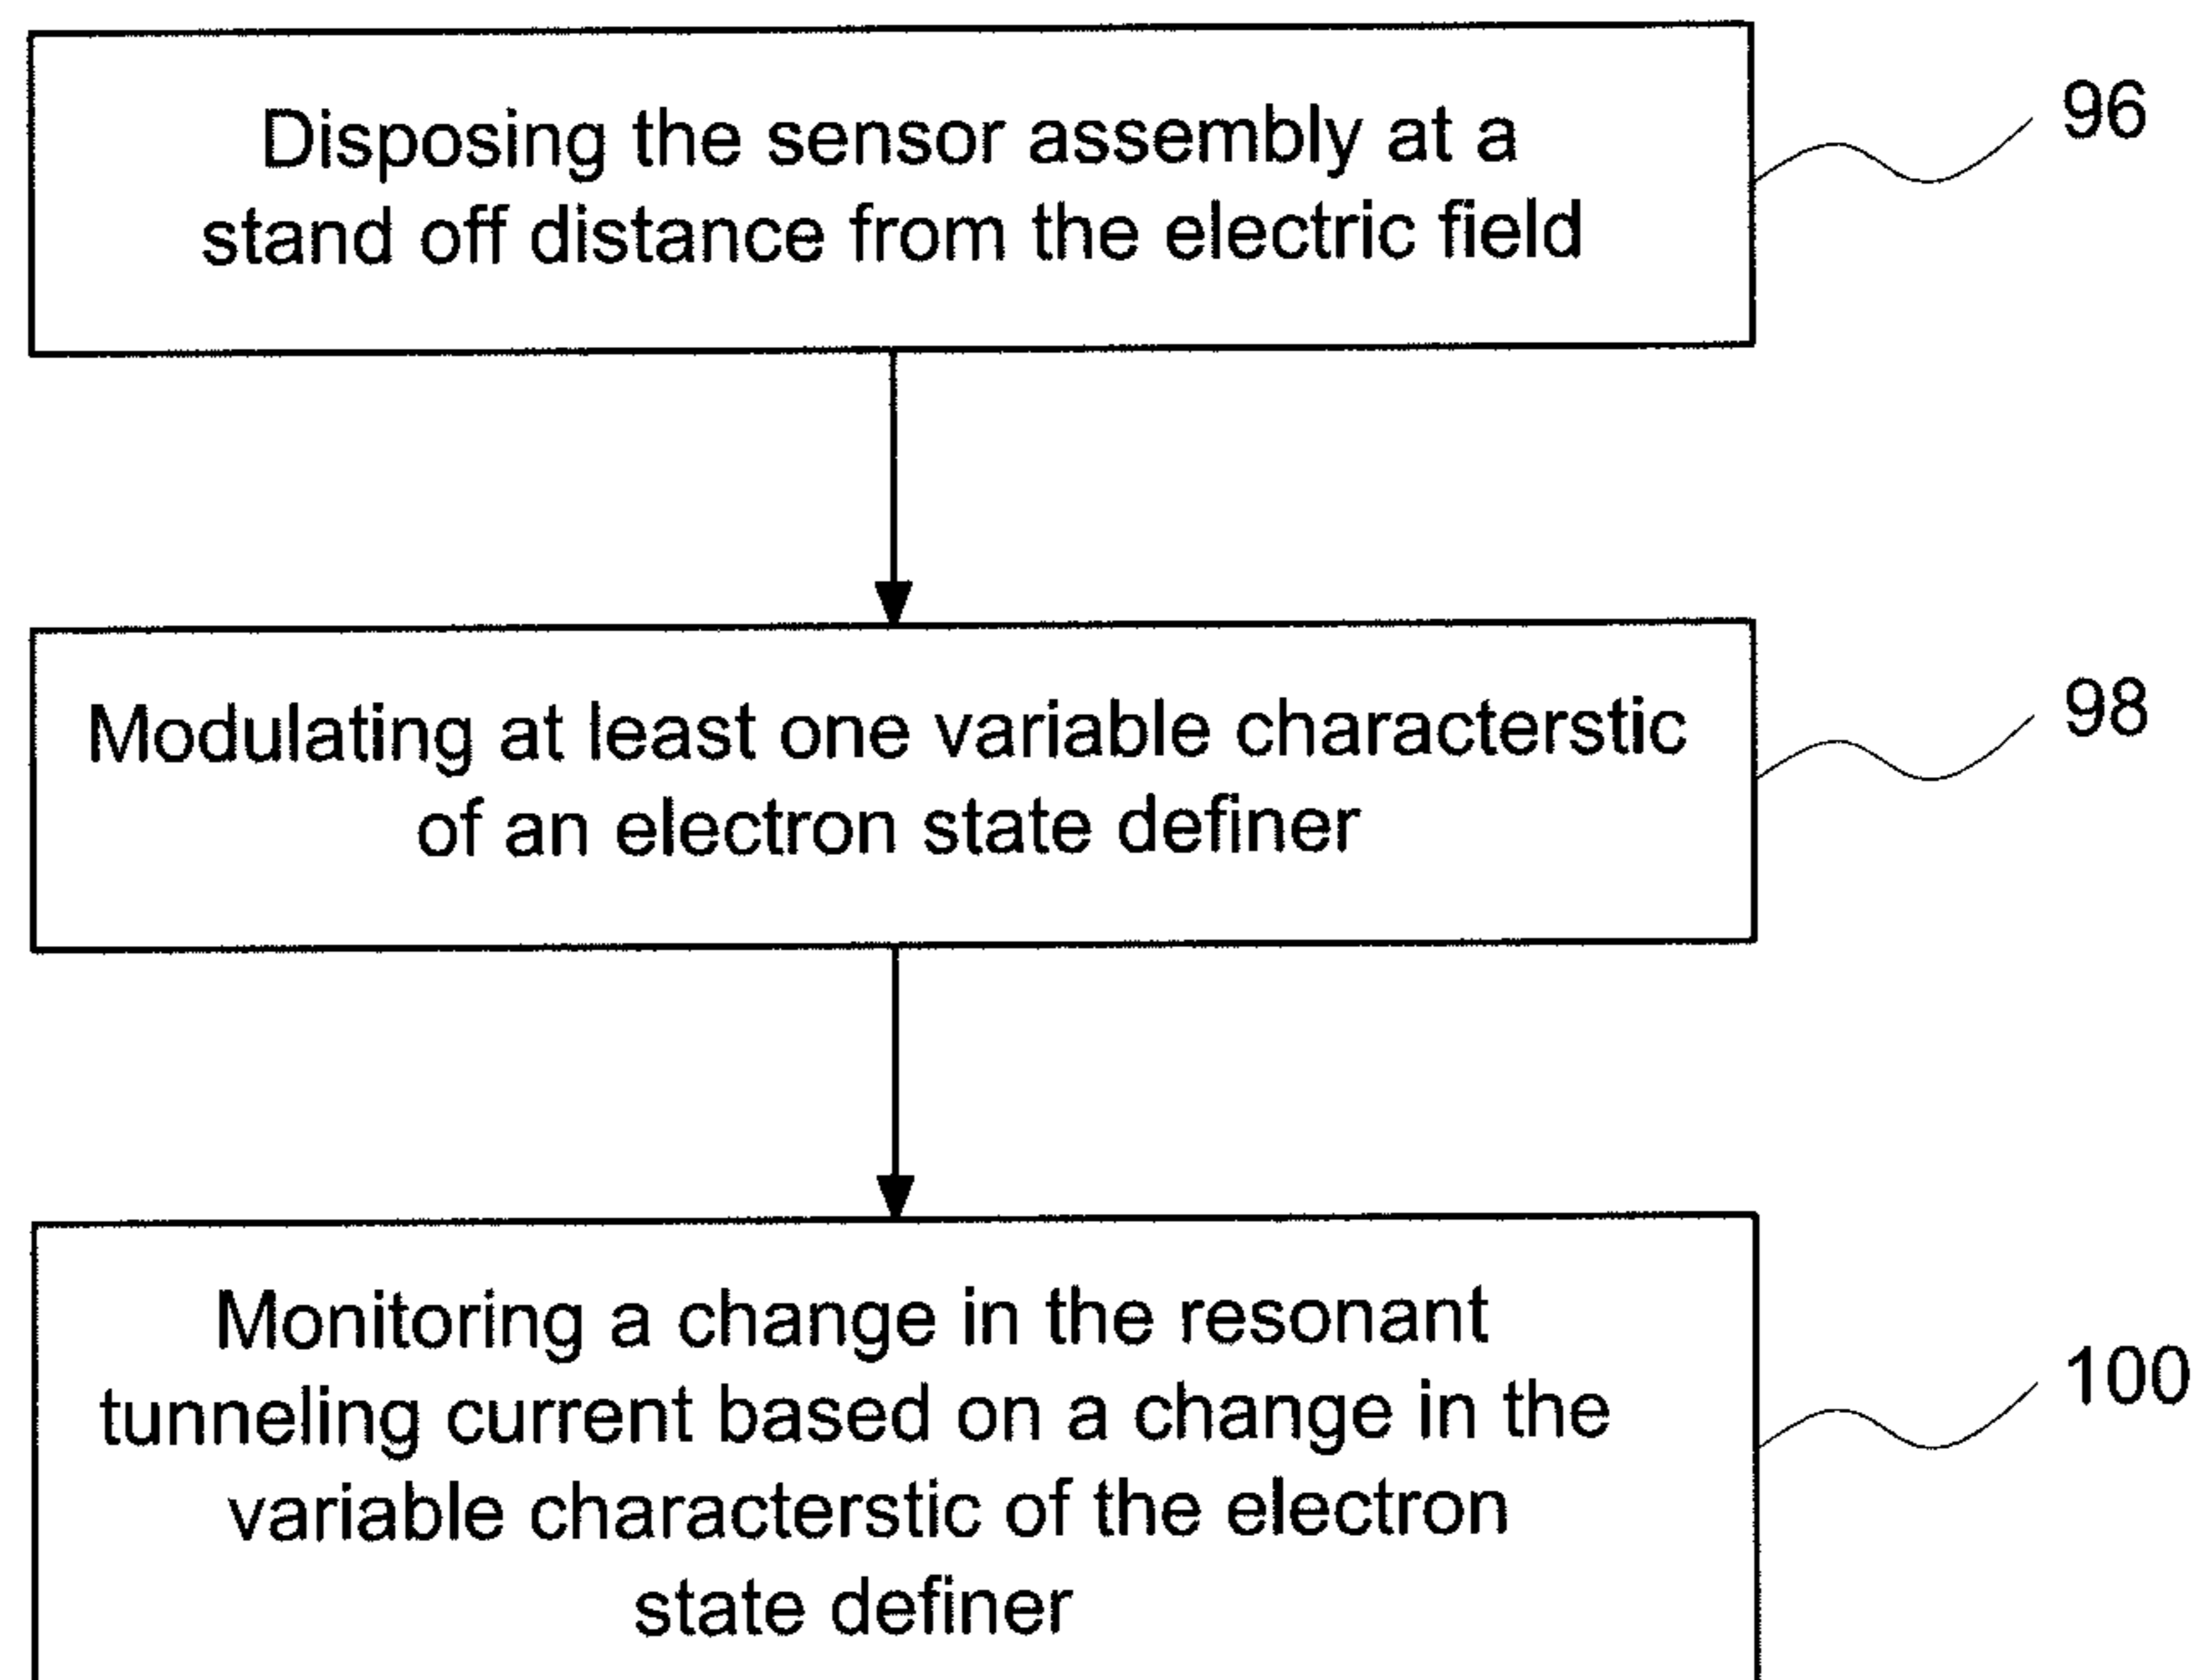 Disposing the sensor assembly at a
stand off distance from the electric field
96
Modulating at least one variable characterstic
of an electron state definer
98
Monitoring a change in the resonant
tunneling current based on a change in the
variable characterstic of the electron
state definer
100